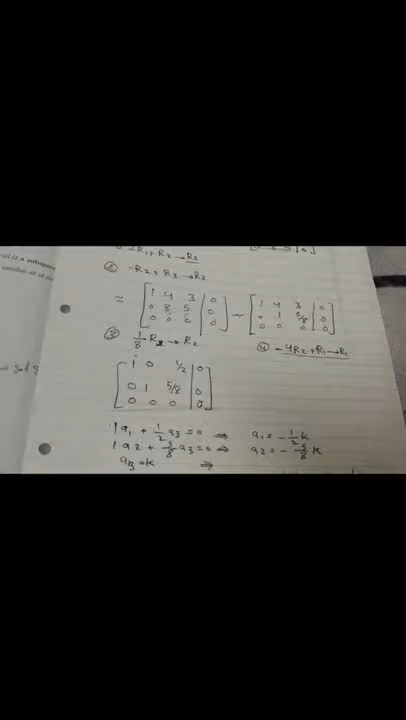 2R1+R2→R2
② -R2+R3→R3
= [ 1 4 3 | 0 ~ [ 1 4 3 | 0
0 8 5 | 0 0 1 5/8 | 0
0 0 0 | 0 ] 0 0 0 | 0 ]
③ 1/8 R2→R2 ④ -4R2+R1→R1
[ 1 0 1/2 | 0
0 1 5/8 | 0
0 0 0 | 0 ]
1a1 + 1/2 a3 = 0 ⇒ a1 = -1/2 k
1a2 + 5/8 a3 = 0 ⇒ a2 = -5/8 k
a3 = k ⇒